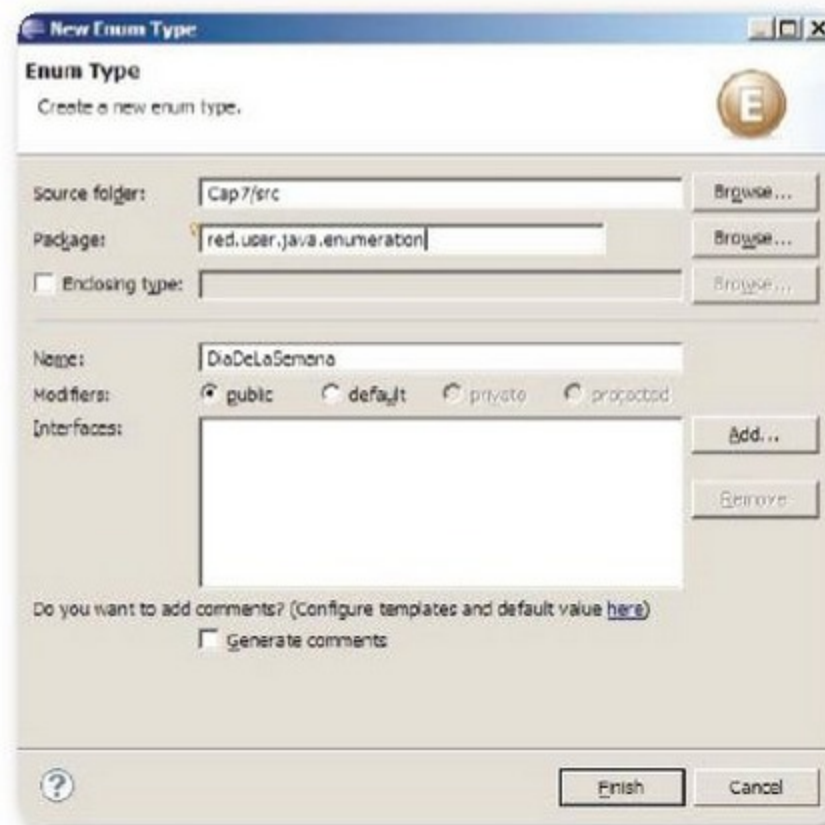 New Enum Type
Enum Type
Create a new enum type.
E
Source folder: Cap7/src Browse...
Package: red.user.java.enumeration Browse...
Enclosing type: Browse...
Name: DiaDeLaSemana
Modifiers: public default private protected
Interfaces: Add...
Remove
Do you want to add comments? (Configure templates and default value here)
Generate comments
? Finish Cancel